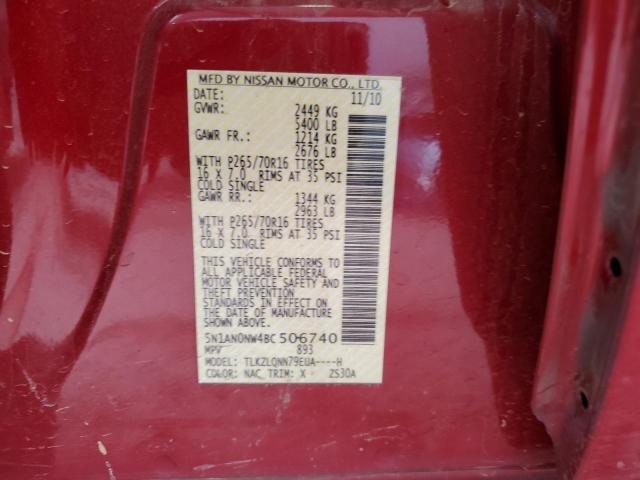 MFD BY NISSAN MOTOR CO., LTD.
DATE: 11/10
GVWR: 2449 KG
5400 LB
GAWR FR.: 1214 KG
2676 LB
WITH P265/70R16 TIRES
16 X 7.0 RIMS AT 35 PSI
COLD SINGLE
GAWR RR.: 1344 KG
2963 LB
WITH P265/70R16 TIRES
16 X 7.0 RIMS AT 35 PSI
COLD SINGLE
THIS VEHICLE CONFORMS TO
ALL APPLICABLE FEDERAL
MOTOR VEHICLE SAFETY AND
THEFT PREVENTION
STANDARDS IN EFFECT ON
THE DATE OF MANUFACTURE
SHOWN ABOVE.
5N1AN0NW4BC506740
MPV 893
MODEL: TLKZLQNN79EUA----H
COLOR: NAC TRIM: X ZS30A